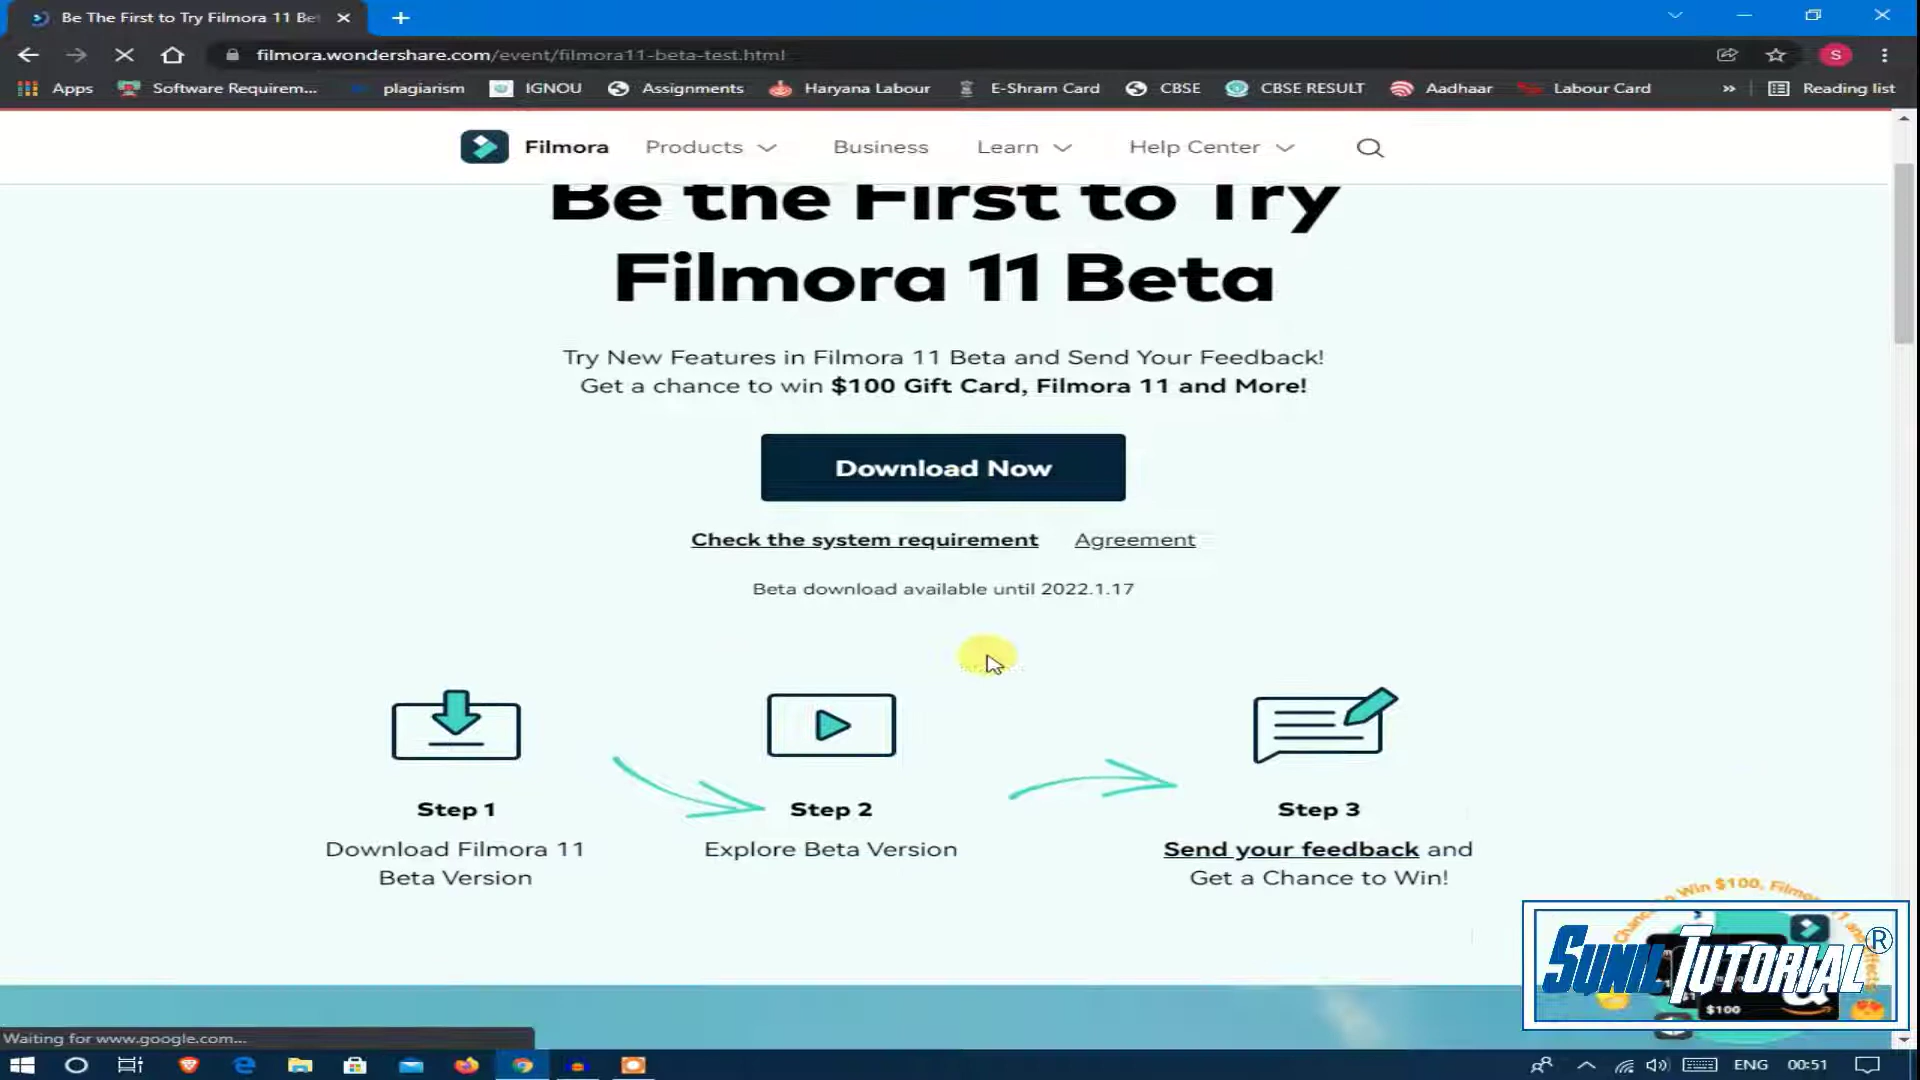 Be The First to Try Filmora 11 Be
filmora.wondershare.com/event/filmora11-beta-test.html
S
Apps
Software Requirem...
plagiarism
IGNOU
Assignments
Haryana Labour
E-Shram Card
CBSE
CBSE RESULT
Aadhaar
Labour Card
»
Reading list
Filmora
Products
Business
Learn
Help Center
Be the First to Try
Filmora 11 Beta
Try New Features in Filmora 11 Beta and Send Your Feedback!
Get a chance to win $100 Gift Card, Filmora 11 and More!
Download Now
Check the system requirement
Agreement
Beta download available until 2022.1.17
Step 1
Download Filmora 11
Beta Version
Step 2
Explore Beta Version
Step 3
Send your feedback and
Get a Chance to Win!
Win $100, Filmo
SUNIL TUTORIAL®
$100
Waiting for www.google.com...
ENG
00:51